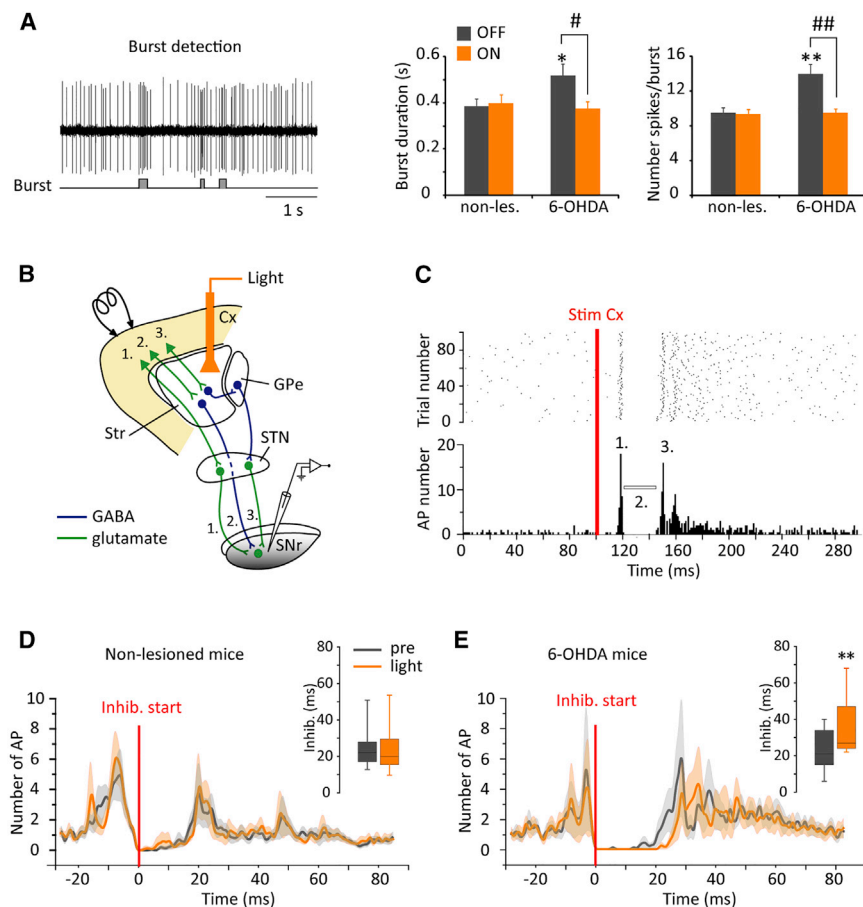 A
Burst detection
Burst
1 s
OFF
ON
Burst duration (s)
0.6
0.4
0.2
0
*
#
non-les.
6-OHDA
Number spikes/burst
16
12
8
4
0
**
##
non-les.
6-OHDA
B
Light
Cx
1.
2.
3.
GPe
Str
STN
GABA
glutamate
1.
2.
3.
SNr
C
Stim Cx
Trial number
80
40
0
AP number
20
10
0
1.
2.
3.
0 40 80 120 160 200 240 280
Time (ms)
D
Non-lesioned mice
pre
light
Inhib. start
Number of AP
10
8
6
4
2
0
-20 0 20 40 60 80
Time (ms)
Inhib. (ms)
80
60
40
20
0
E
6-OHDA mice
Inhib. start
Number of AP
10
8
6
4
2
0
-20 0 20 40 60 80
Time (ms)
Inhib. (ms)
80
60
40
20
0
**